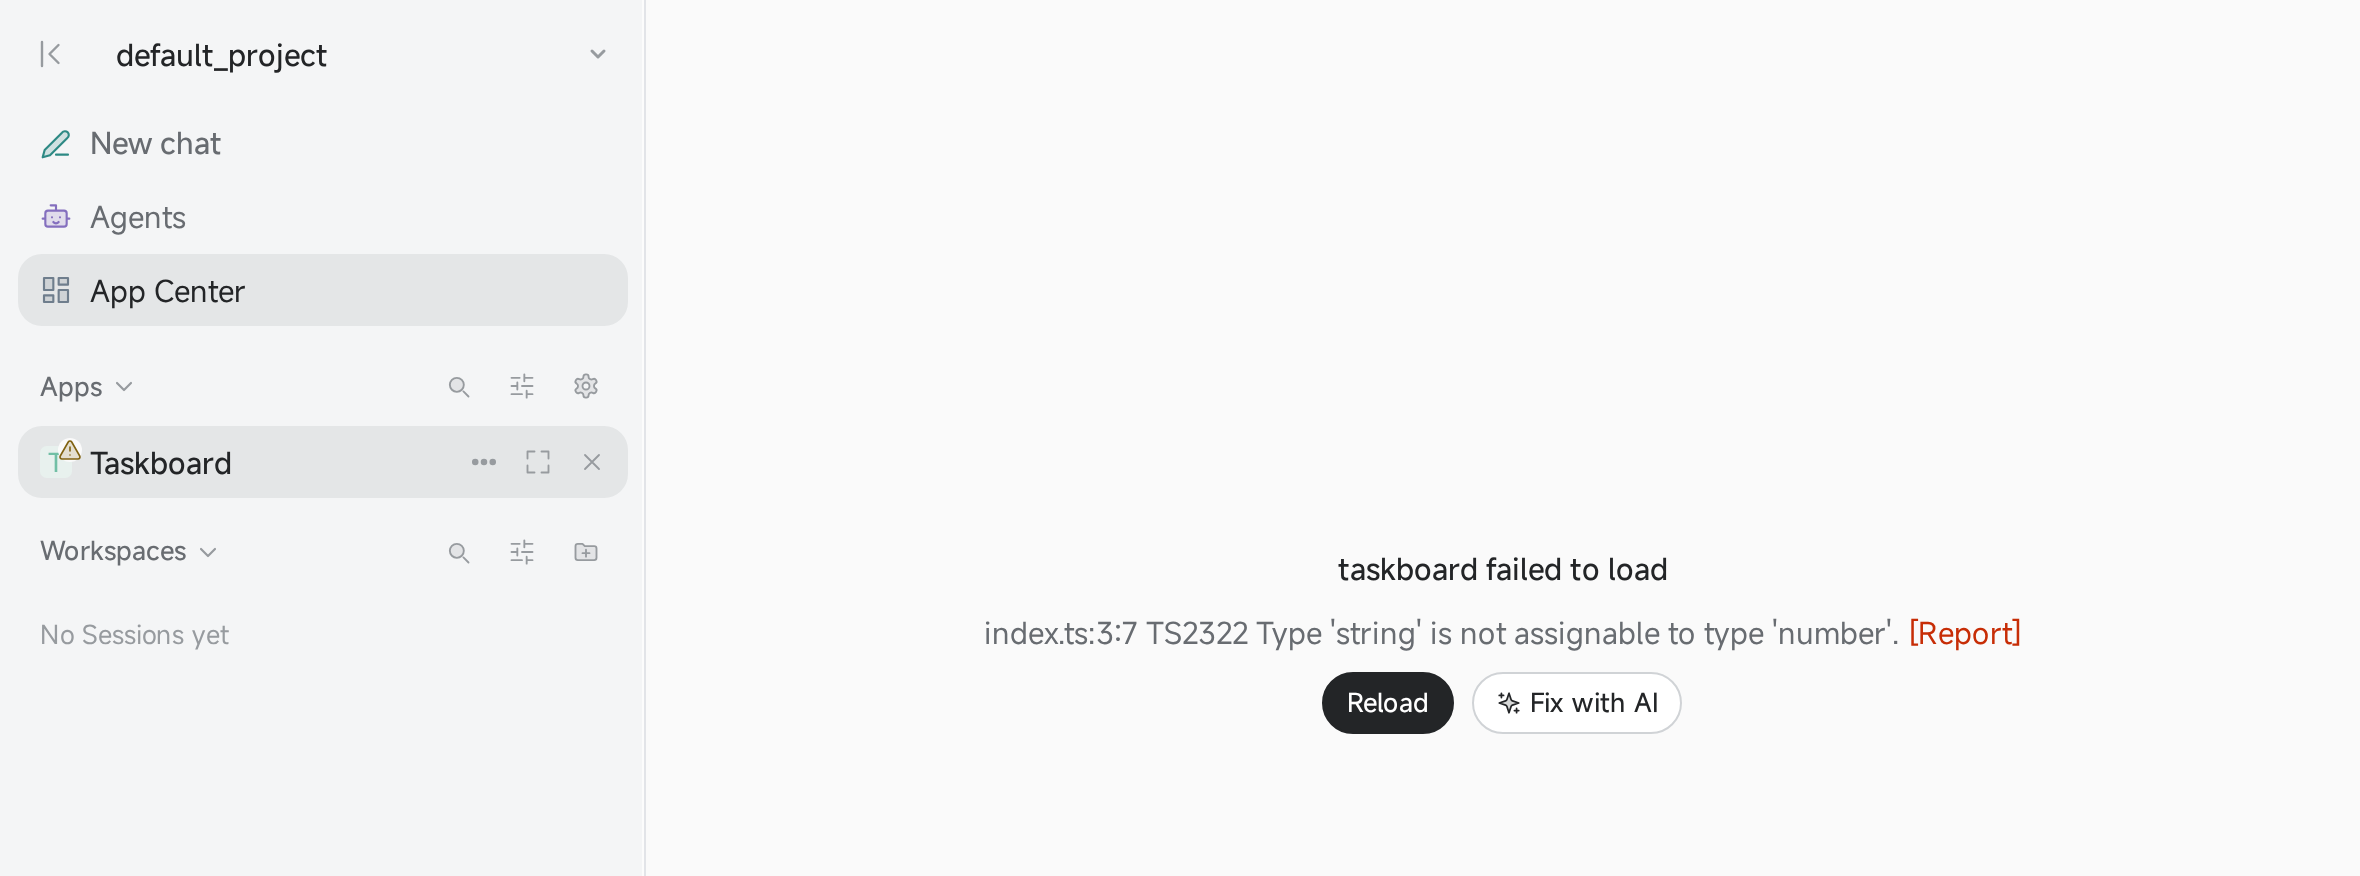 default_project
New chat
Agents
App Center
Apps
T Taskboard
Workspaces
No Sessions yet
taskboard failed to load
index.ts:3:7 TS2322 Type 'string' is not assignable to type 'number'. [Report]
Reload
Fix with AI